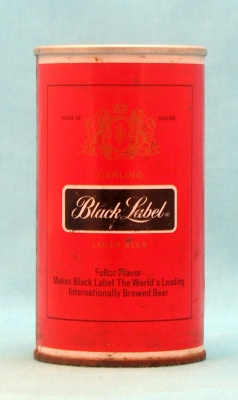 HOUSE OF CARLING
CARLING
Black Label®
LAGER BEER
Fuller Flavor
Makes Black Label The World's Leading
Internationally Brewed Beer